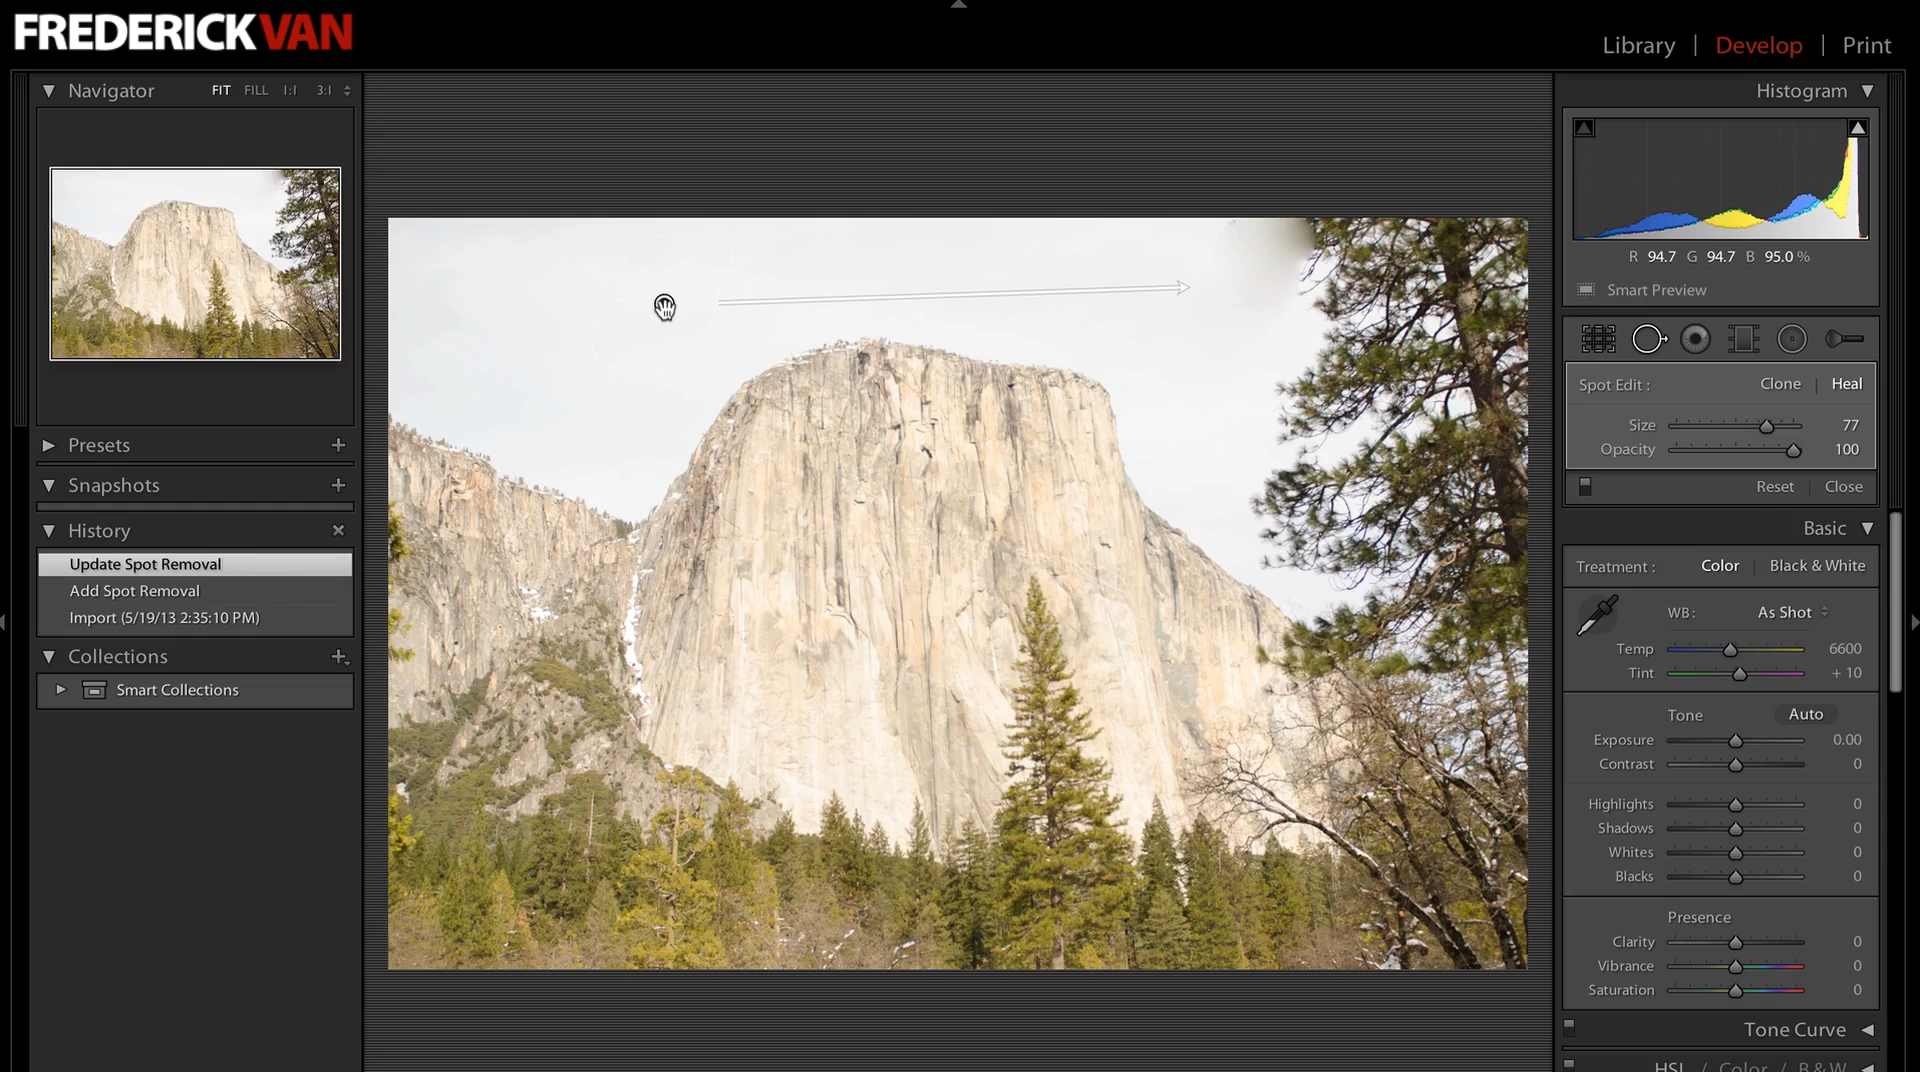 FREDERICKVAN
Library | Develop | Print
Navigator FIT FILL 1:1 3:1
Presets
Snapshots
History
Update Spot Removal
Add Spot Removal
Import (5/19/13 2:35:10 PM)
Collections
Smart Collections
Histogram
R 94.7 G 94.7 B 95.0 %
Smart Preview
Spot Edit : Clone | Heal
Size 77
Opacity 100
Reset | Close
Basic
Treatment : Color | Black & White
WB: As Shot
Temp 6600
Tint + 10
Tone Auto
Exposure 0.00
Contrast 0
Highlights 0
Shadows 0
Whites 0
Blacks 0
Presence
Clarity 0
Vibrance 0
Saturation 0
Tone Curve
HSL / Color / B & W